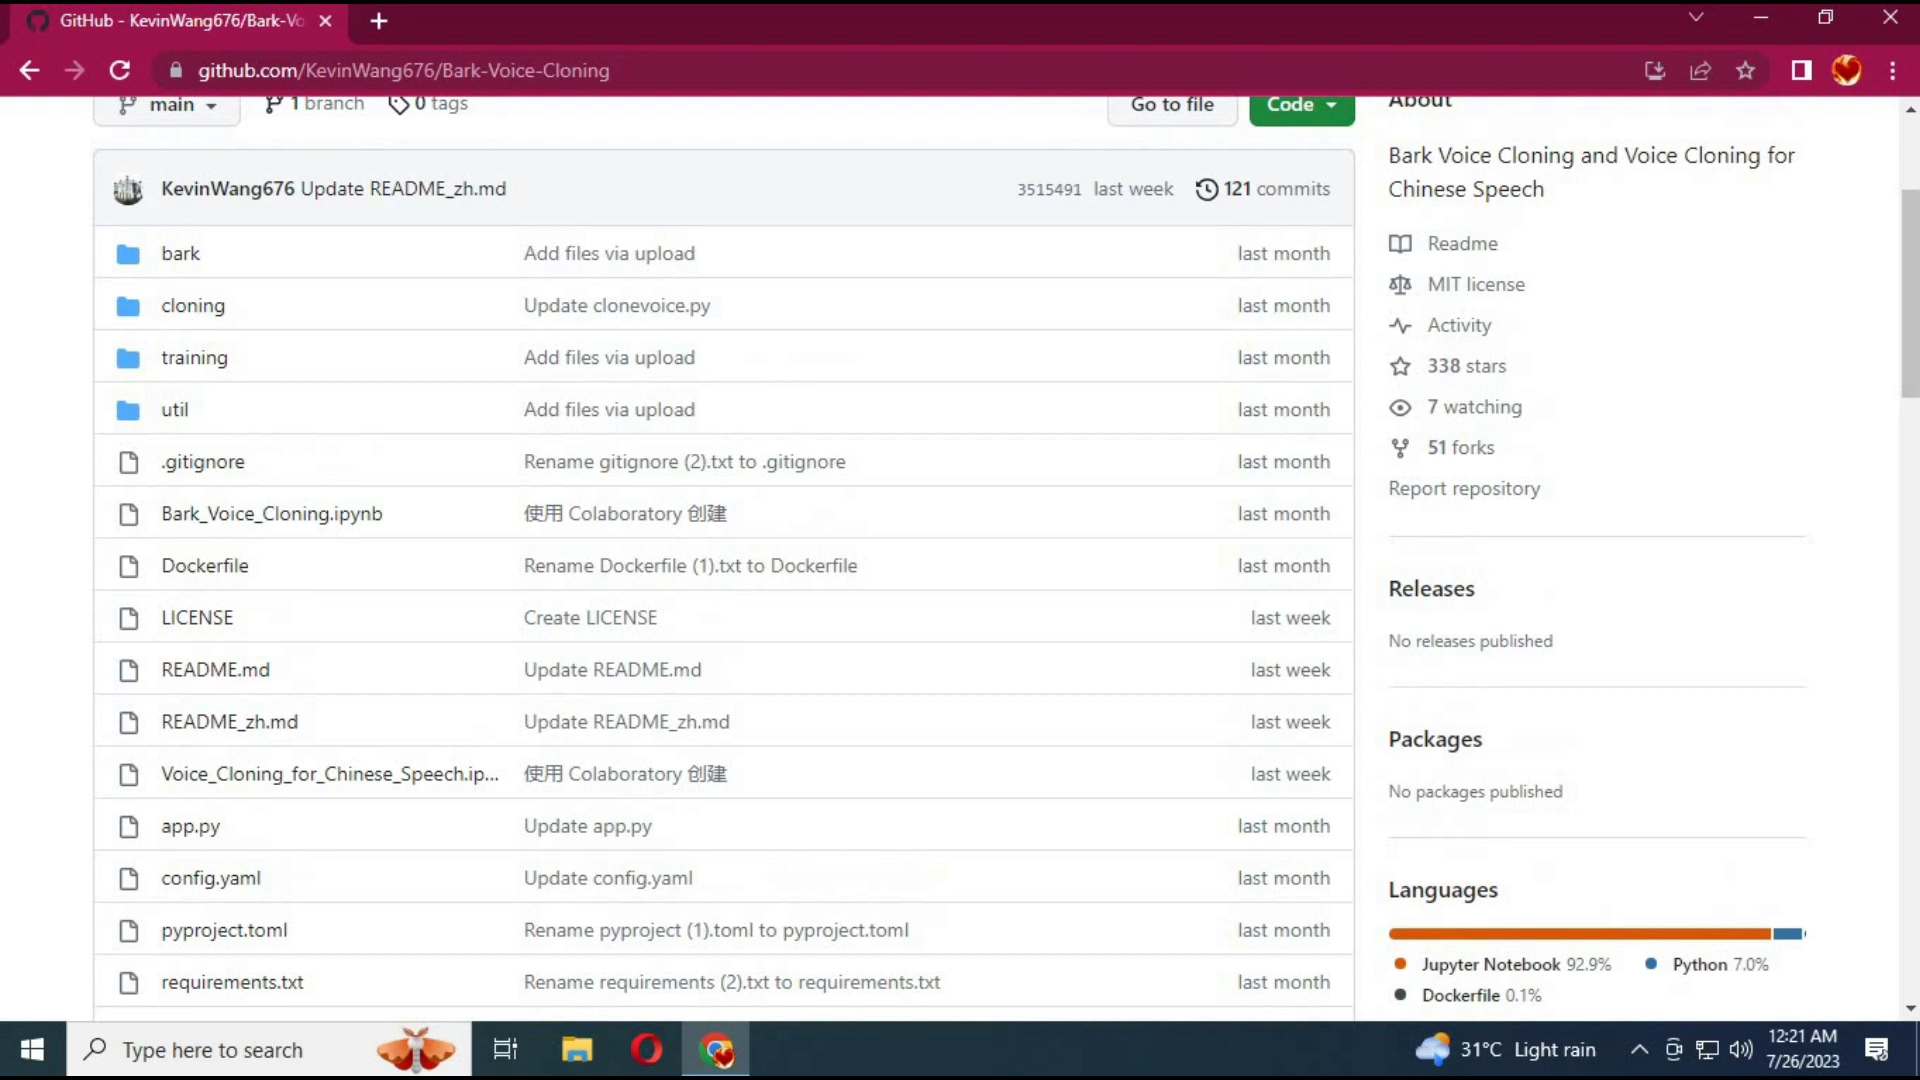 GitHub - KevinWang676/Bark-Vo
github.com/KevinWang676/Bark-Voice-Cloning
main
1 branch
0 tags
Go to file
Code
About
Bark Voice Cloning and Voice Cloning for
Chinese Speech
KevinWang676 Update README_zh.md
3515491 last week
121 commits
bark
Add files via upload
last month
cloning
Update clonevoice.py
last month
training
Add files via upload
last month
util
Add files via upload
last month
.gitignore
Rename gitignore (2).txt to .gitignore
last month
Bark_Voice_Cloning.ipynb
使用 Colaboratory 创建
last month
Dockerfile
Rename Dockerfile (1).txt to Dockerfile
last month
LICENSE
Create LICENSE
last week
README.md
Update README.md
last week
README_zh.md
Update README_zh.md
last week
Voice_Cloning_for_Chinese_Speech.ip...
使用 Colaboratory 创建
last week
app.py
Update app.py
last month
config.yaml
Update config.yaml
last month
pyproject.toml
Rename pyproject (1).toml to pyproject.toml
last month
requirements.txt
Rename requirements (2).txt to requirements.txt
last month
Readme
MIT license
Activity
338 stars
7 watching
51 forks
Report repository
Releases
No releases published
Packages
No packages published
Languages
Jupyter Notebook 92.9%
Python 7.0%
Dockerfile 0.1%
Type here to search
31°C Light rain
12:21 AM
7/26/2023